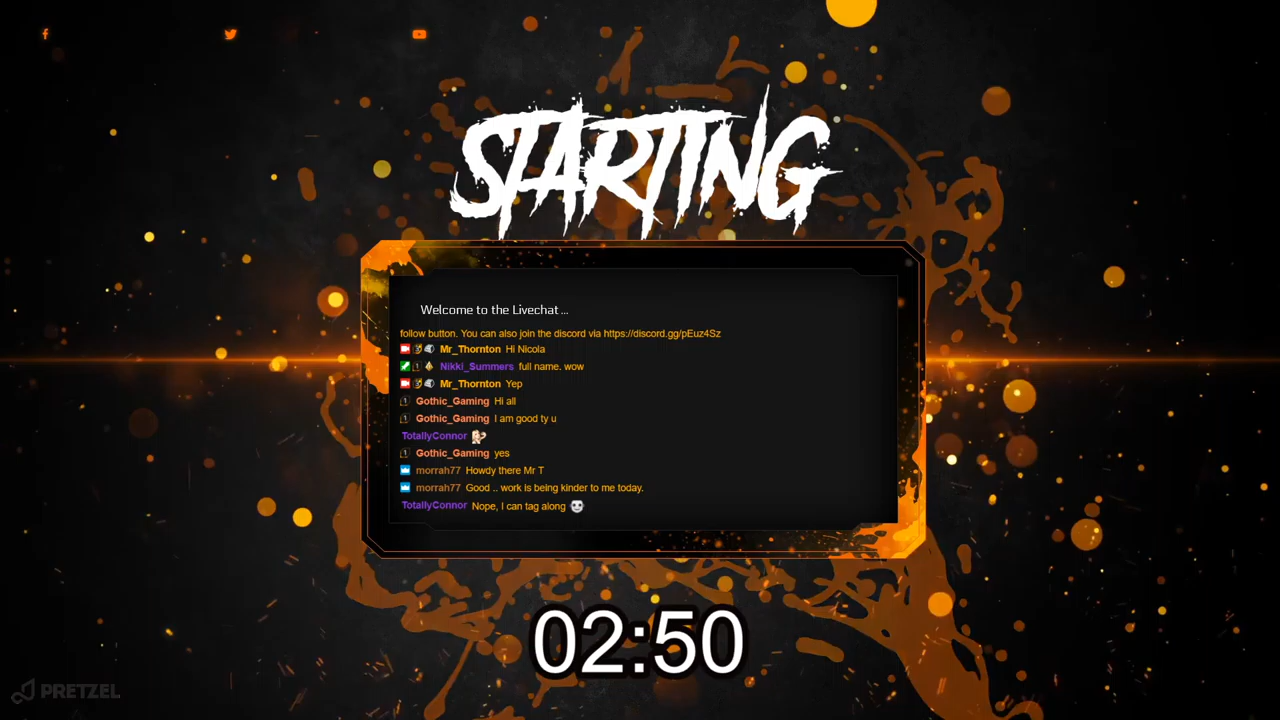 STARTING
Welcome to the Livechat ...
follow button. You can also join the discord via https://discord.gg/pEuz4Sz
Mr_Thornton Hi Nicola
Nikki_Summers full name. wow
Mr_Thornton Yep
Gothic_Gaming Hi all
Gothic_Gaming I am good ty u
TotallyConnor
Gothic_Gaming yes
morrah77 Howdy there Mr T
morrah77 Good .. work is being kinder to me today.
TotallyConnor Nope, I can tag along
02:50
PRETZEL